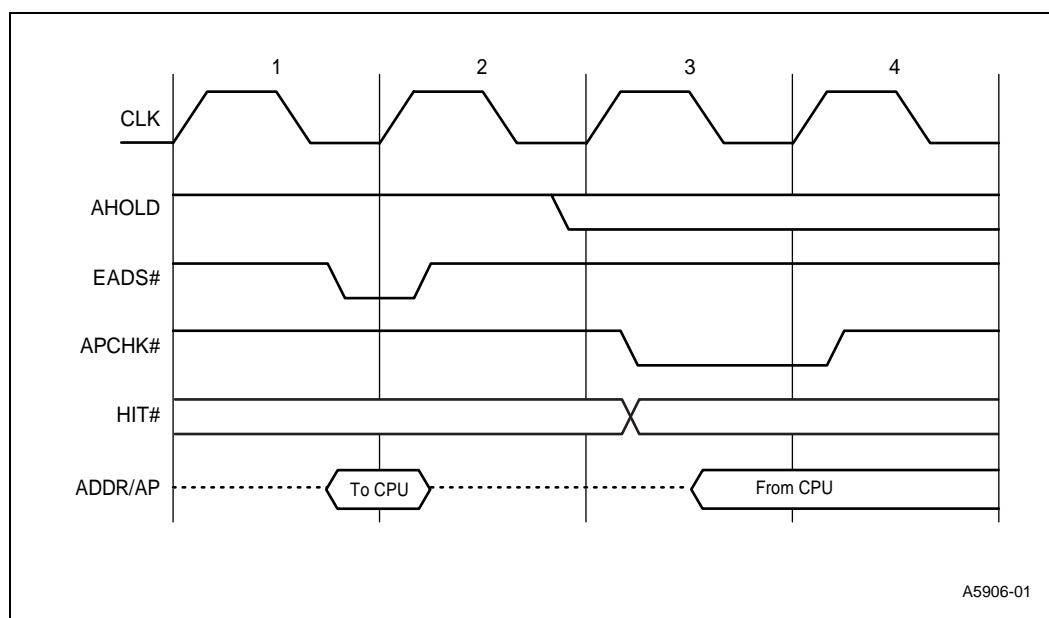 1 2 3 4
CLK
AHOLD
EADS#
APCHK#
HIT#
ADDR/AP To CPU From CPU
A5906-01